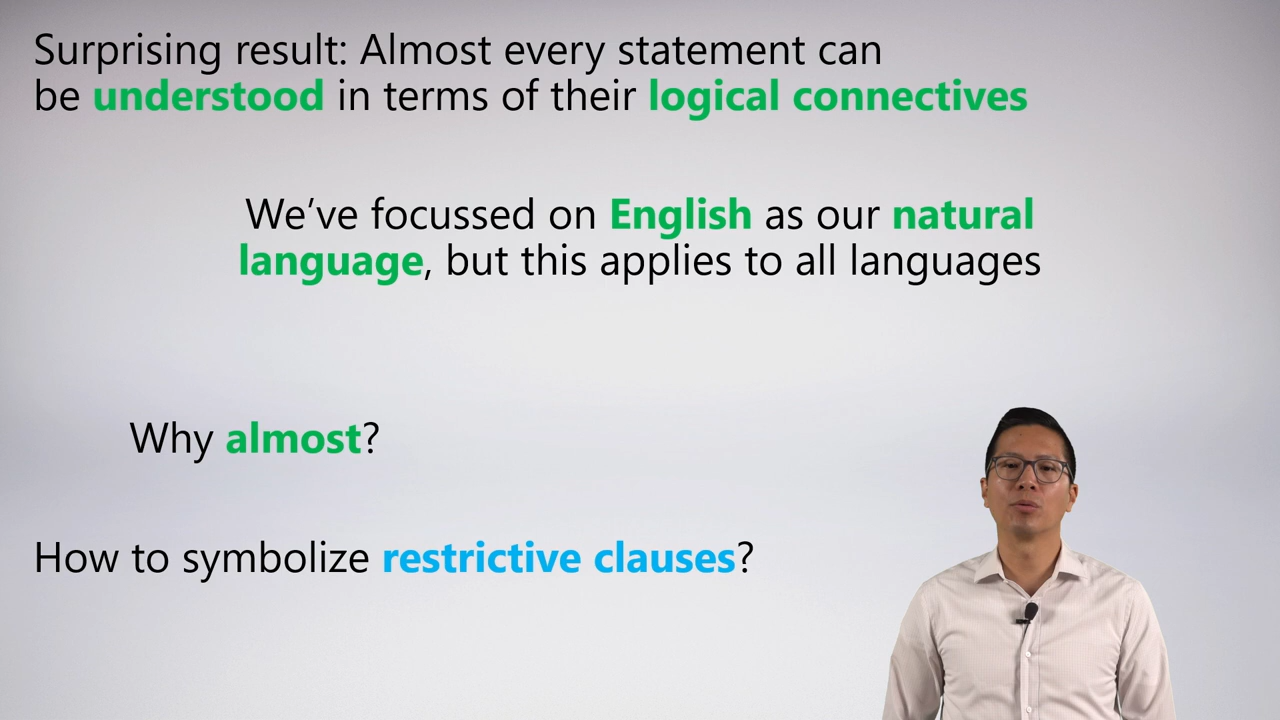 Surprising result: Almost every statement can
be understood in terms of their logical connectives
We’ve focussed on English as our natural
language, but this applies to all languages
Why almost?
How to symbolize restrictive clauses?